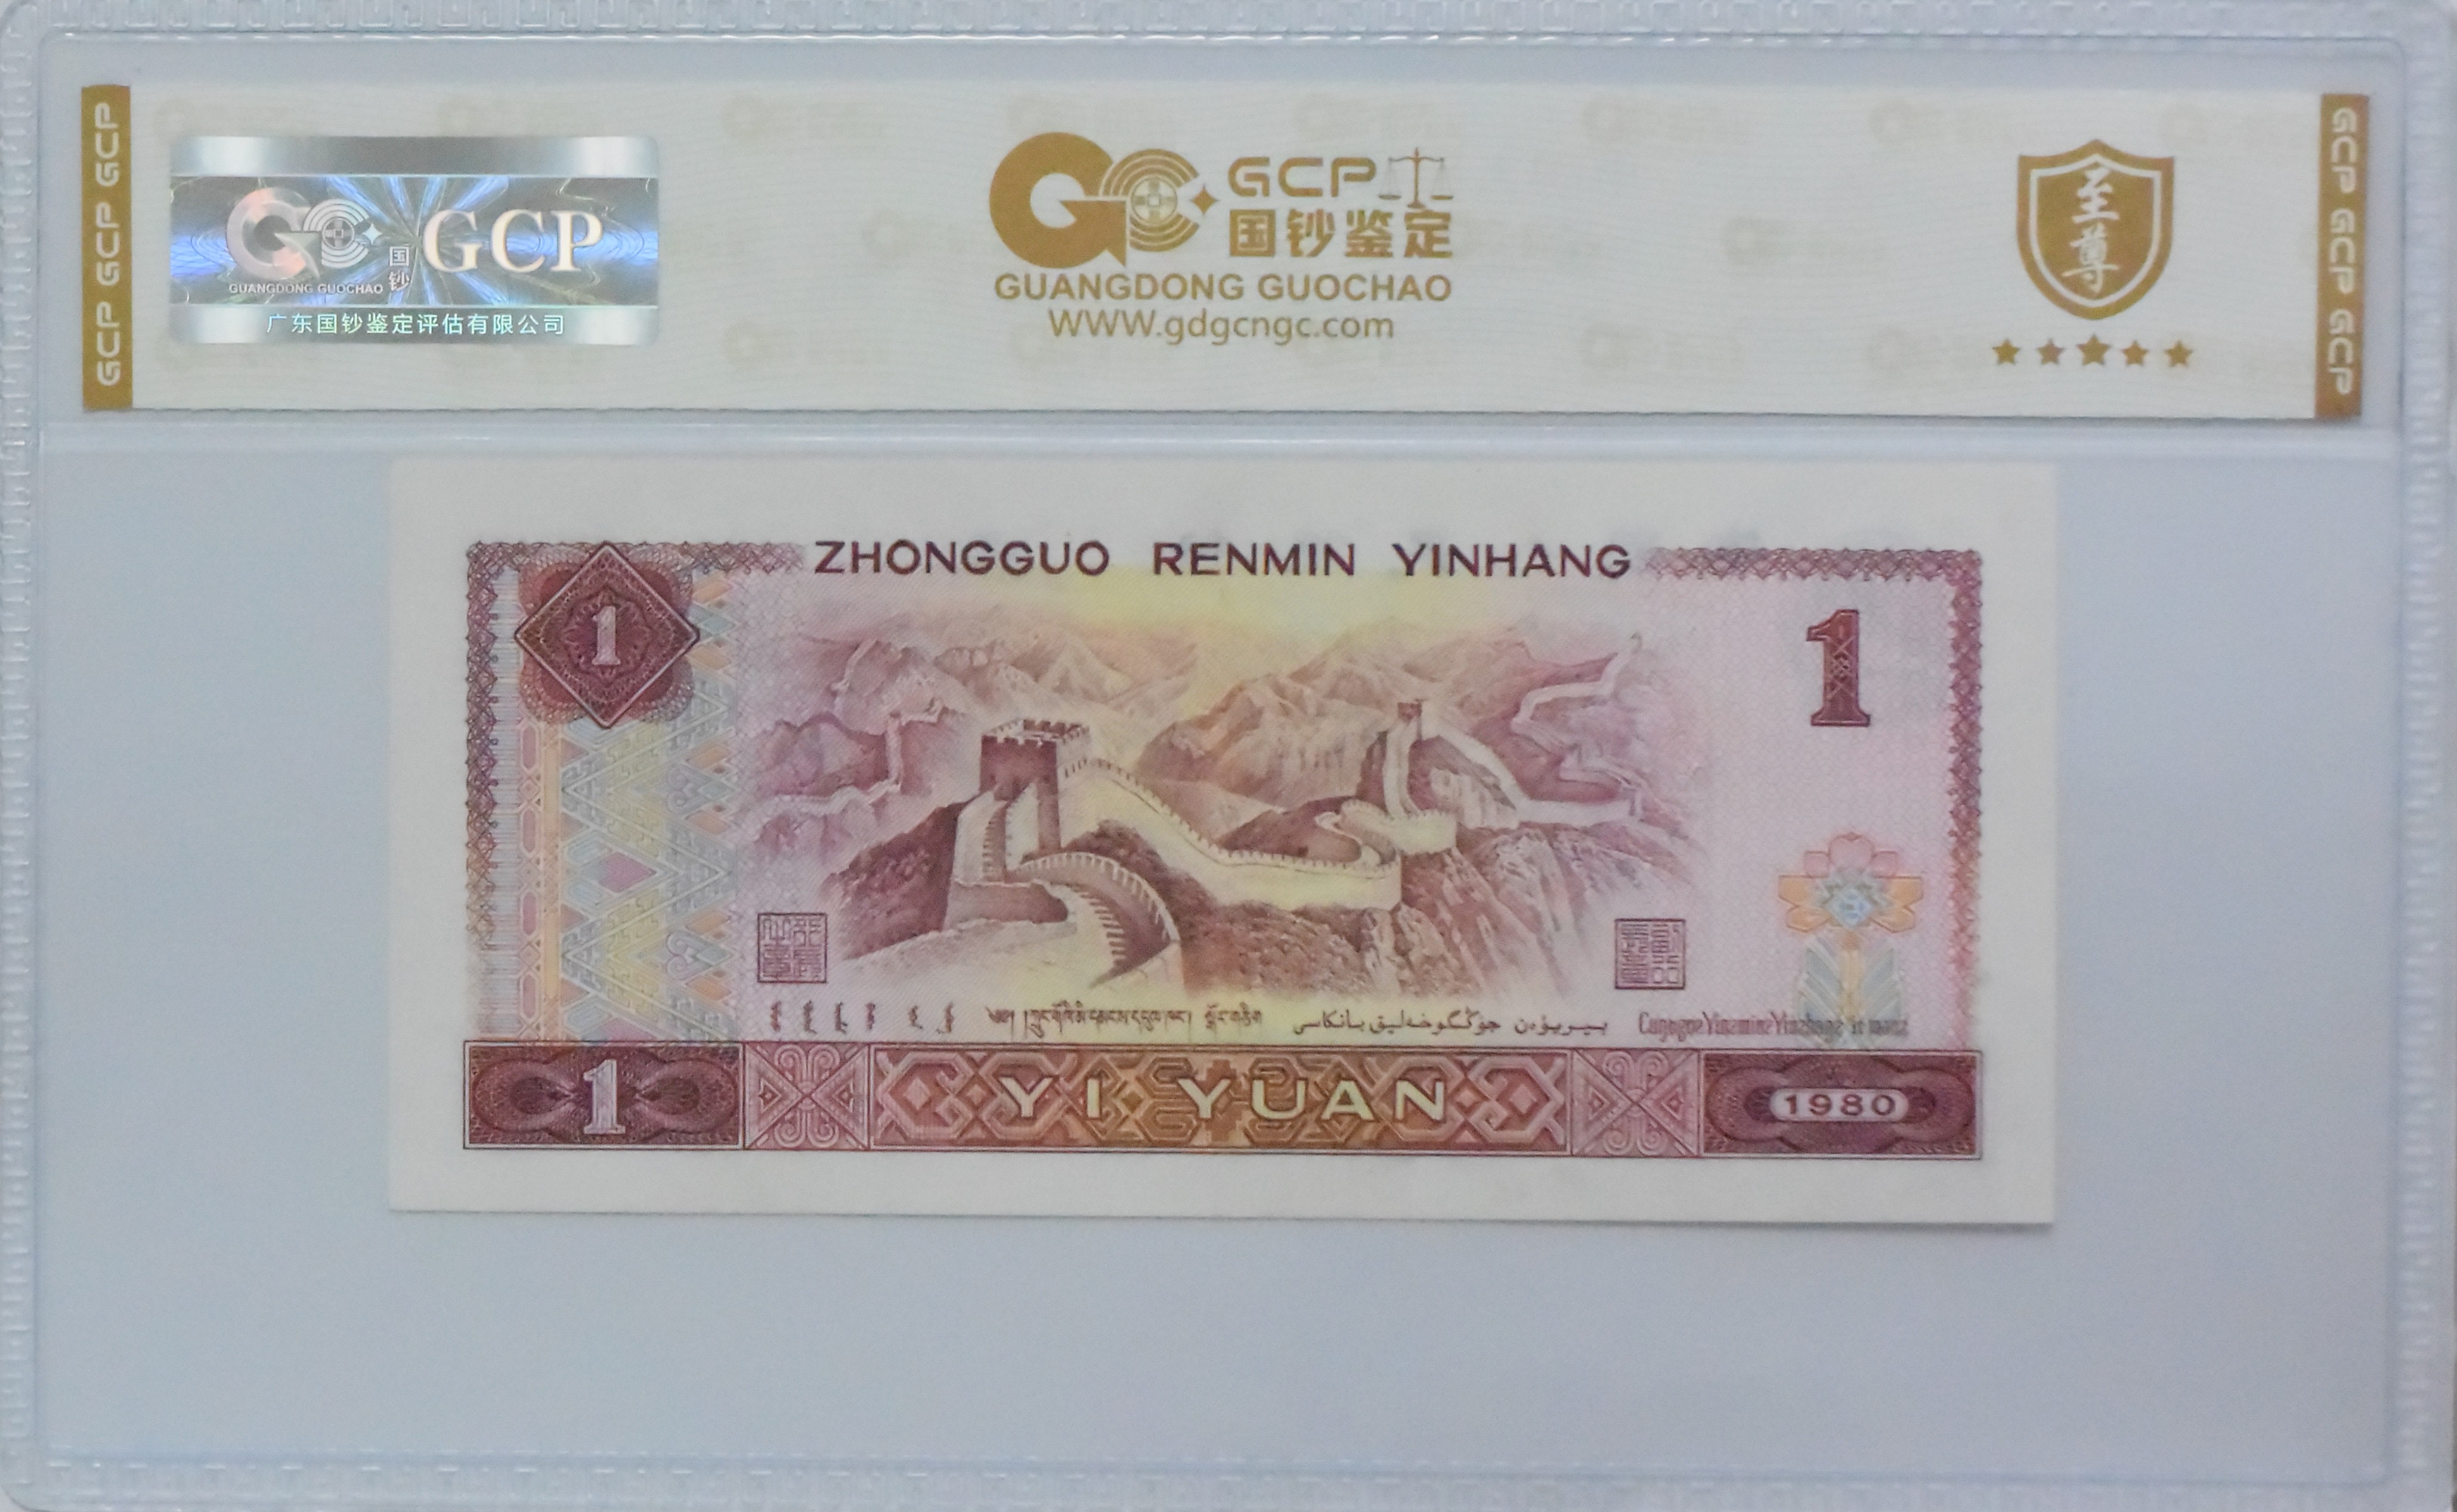 GCP GCP GCP
国钞
GCP
GUANGDONG GUOCHAO
广东国钞鉴定评估有限公司
GCP
国钞鉴定
GUANGDONG GUOCHAO
WWW.gdgcngc.com
至尊
GCP GCP GCP
ZHONGGUO RENMIN YINHANG
1
1
1
YI YUAN
1980